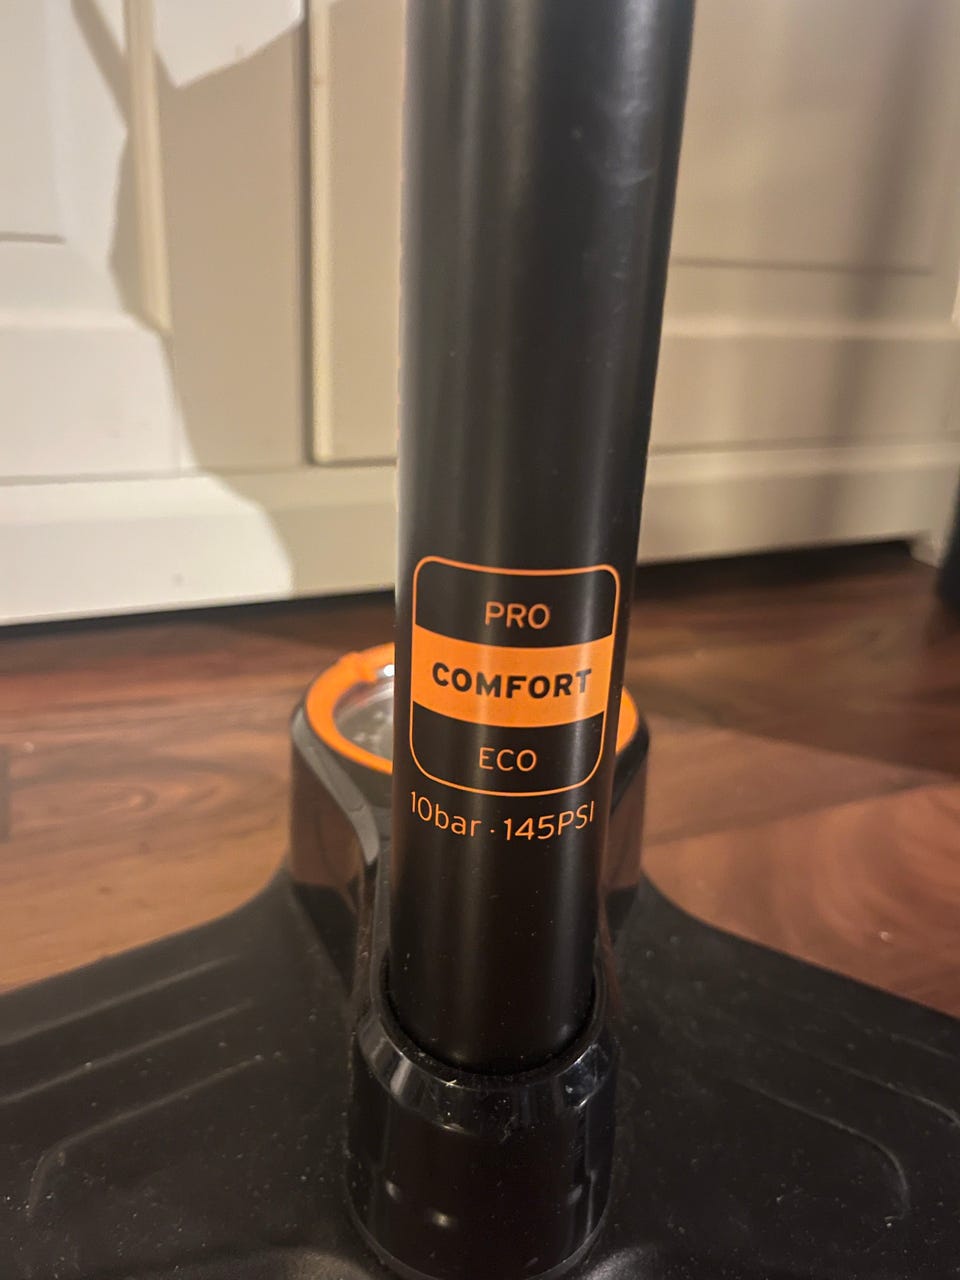 PRO
COMFORT
ECO
10bar · 145PSI